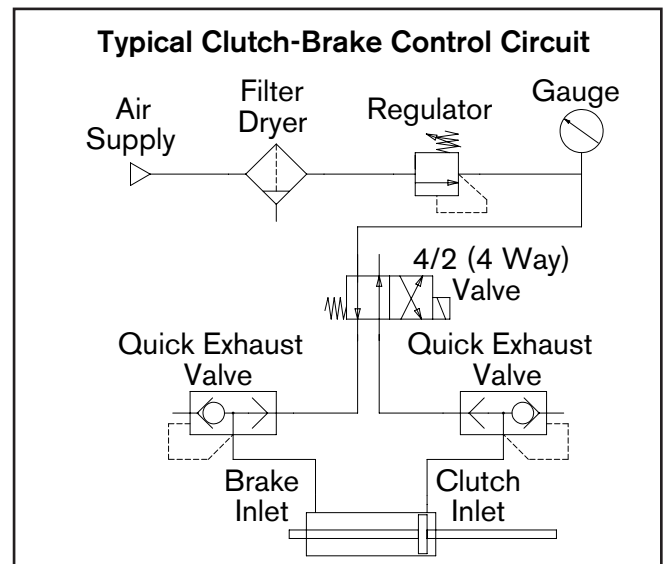 Typical Clutch-Brake Control Circuit
Air
Supply
Filter
Dryer
Regulator
Gauge
4/2 (4 Way)
Valve
Quick Exhaust
Valve
Quick Exhaust
Valve
Brake
Inlet
Clutch
Inlet